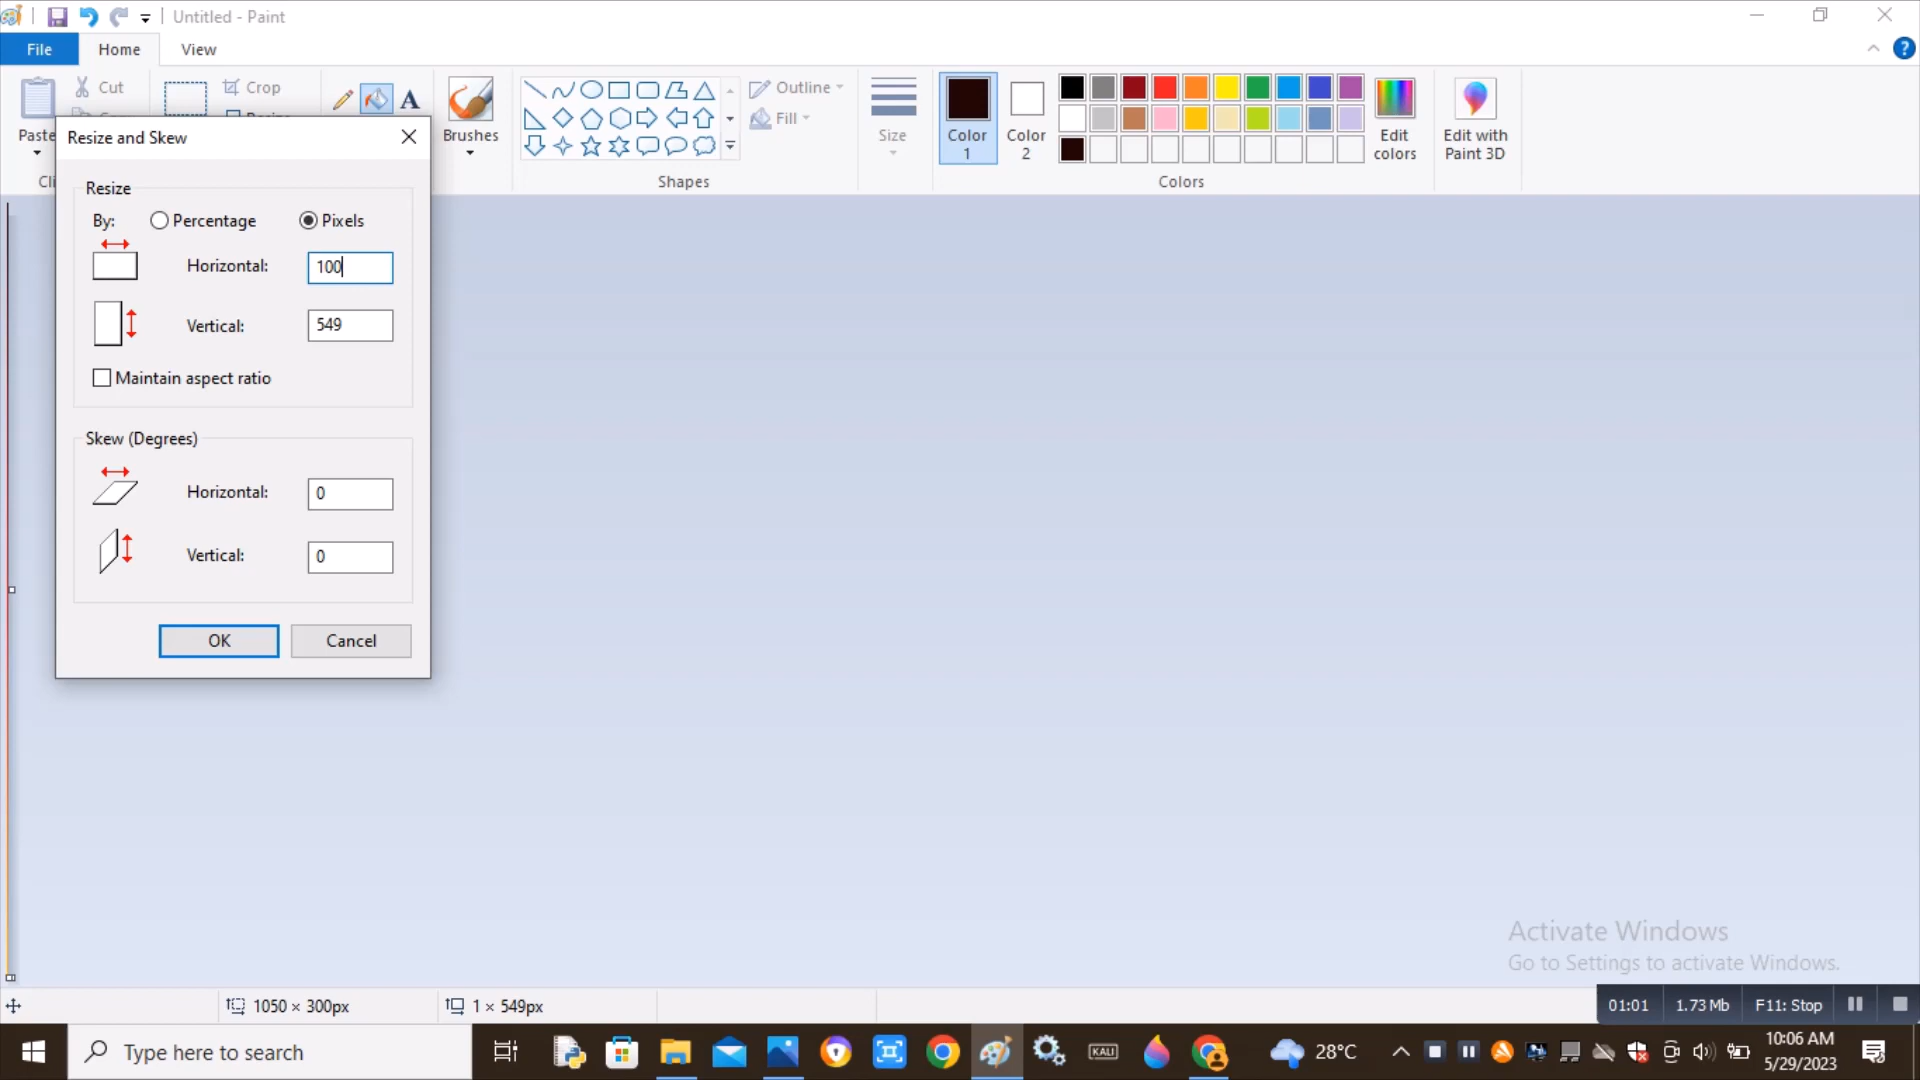 Untitled - Paint
File Home View
Cut
Crop
Paste
Brushes
Outline
Fill
Size
Color 1
Color 2
Edit colors
Edit with Paint 3D
Shapes
Colors
Resize and Skew
Resize
By: Percentage Pixels
Horizontal: 100
Vertical: 549
Maintain aspect ratio
Skew (Degrees)
Horizontal: 0
Vertical: 0
OK Cancel
Activate Windows
Go to Settings to activate Windows.
1050 × 300px
1 × 549px
01:01 1.73 Mb F11: Stop
Type here to search
KALI
28°C
10:06 AM
5/29/2023